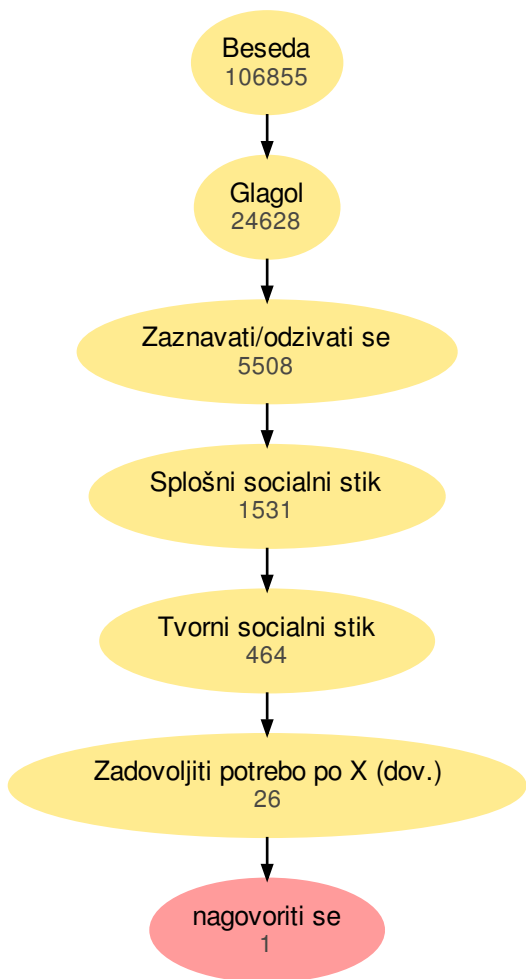 Beseda
106855
Glagol
24628
Zaznavati/odzivati se
5508
Splošni socialni stik
1531
Tvorni socialni stik
464
Zadovoljiti potrebo po X (dov.)
26
nagovoriti se
1